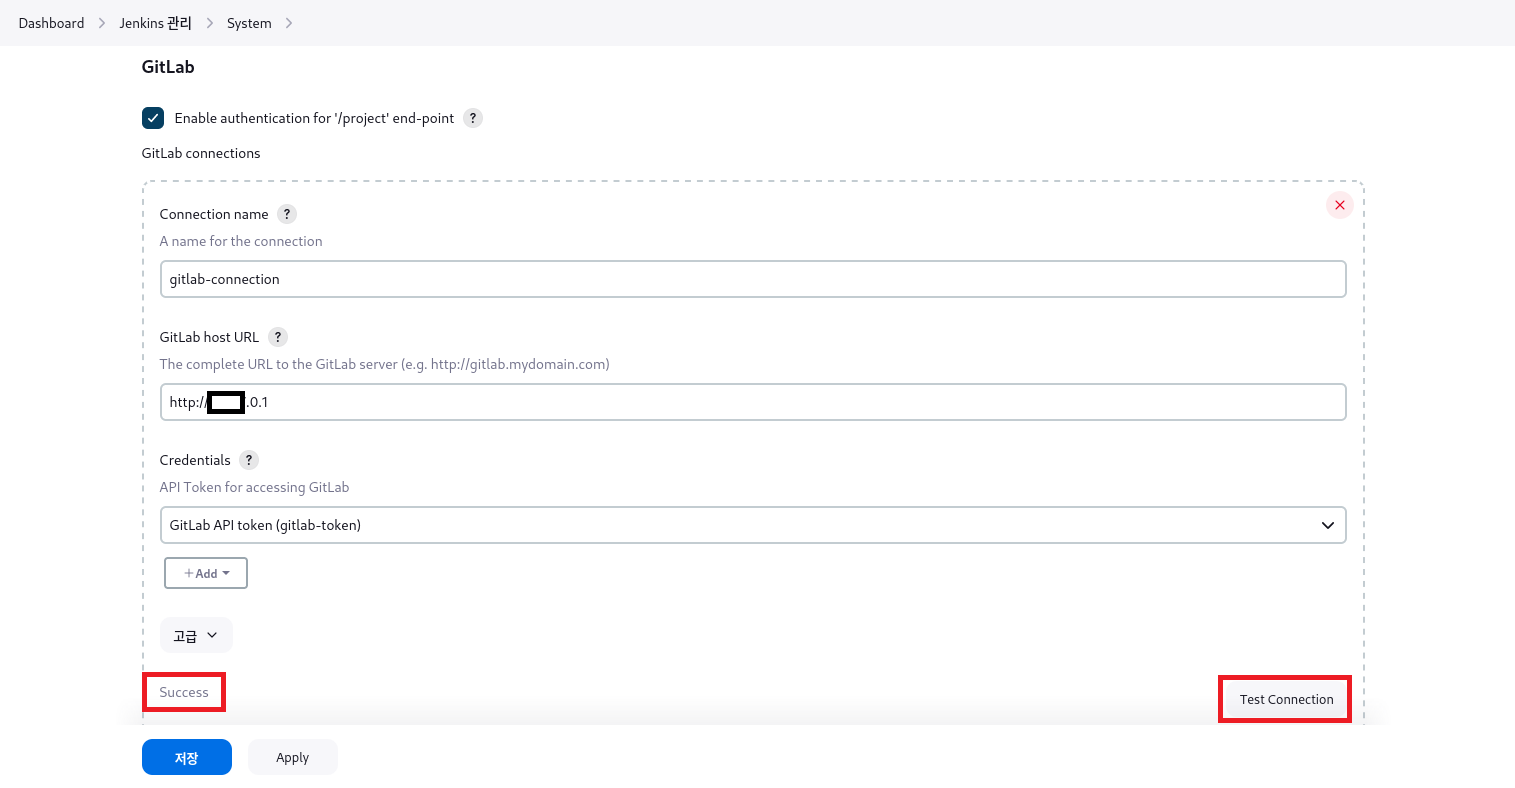 Dashboard > Jenkins 관리 > System >
GitLab
Enable authentication for '/project' end-point ?
GitLab connections
Connection name ?
A name for the connection
gitlab-connection
GitLab host URL ?
The complete URL to the GitLab server (e.g. http://gitlab.mydomain.com)
http:// .0.1
Credentials ?
API Token for accessing GitLab
GitLab API token (gitlab-token)
+ Add
고급
Success
Test Connection
저장 Apply